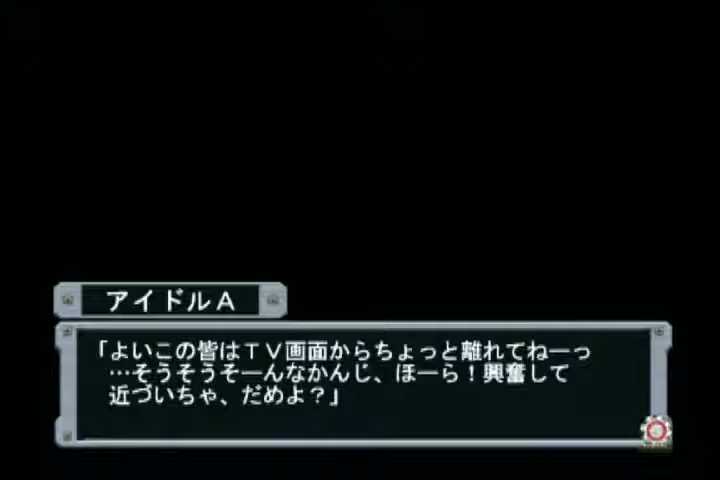 アイドルA
「よいこの皆はTV画面からちょっと離れてねーっ
…そうそうそーんなかんじ、ほーら！興奮して
近づいちゃ、だめよ？」